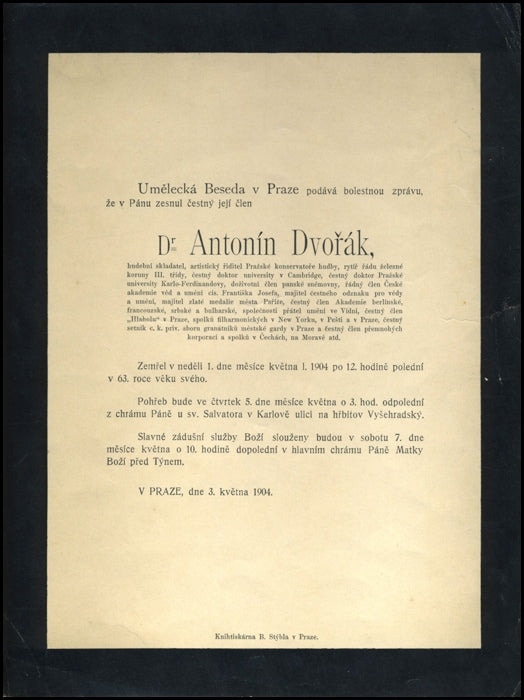 Umělecká Beseda v Praze podává bolestnou zprávu,
že v Pánu zesnul čestný její člen
Dr. Antonín Dvořák,
hudební skladatel, artistický řiditel Pražské konservatoře hudby, rytíř řádu železné
koruny III. třídy, čestný doktor university v Cambridge, čestný doktor Pražské
university Karlo-Ferdinandovy, doživotní člen panské sněmovny, řádný člen České
akademie věd a umění cís. Františka Josefa, majitel čestného odznaku pro vědy
a umění, majitel zlaté medaile města Paříže, čestný člen Akademie berlínské,
francouzské, srbské a bulharské, společnosti přátel umění ve Vídni, čestný člen
„Hlaholu“ v Praze, spolků filharmonických v New Yorku, v Pešti a v Praze, čestný
setník c. k. priv. sboru granátníků městské gardy v Praze a čestný člen přemnohých
korporací a spolků v Čechách, na Moravě atd.
Zemřel v neděli 1. dne měsíce května l. 1904 po 12. hodině polední
v 63. roce věku svého.
Pohřeb bude ve čtvrtek 5. dne měsíce května o 3. hod. odpolední
z chrámu Páně u sv. Salvatora v Karlově ulici na hřbitov Vyšehradský.
Slavné zádušní služby Boží slouženy budou v sobotu 7. dne
měsíce května o 10. hodině dopolední v hlavním chrámu Páně Matky
Boží před Týnem.
V PRAZE, dne 3. května 1904.
Knihtiskárna B. Stýbla v Praze.